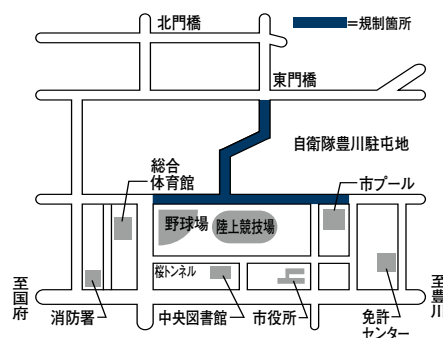 北門橋
=規制箇所
東門橋
自衛隊豊川駐屯地
総合
体育館
市プール
野球場
陸上競技場
至国府
桜トンネル
至豊川
消防署
中央図書館
市役所
免許
センター